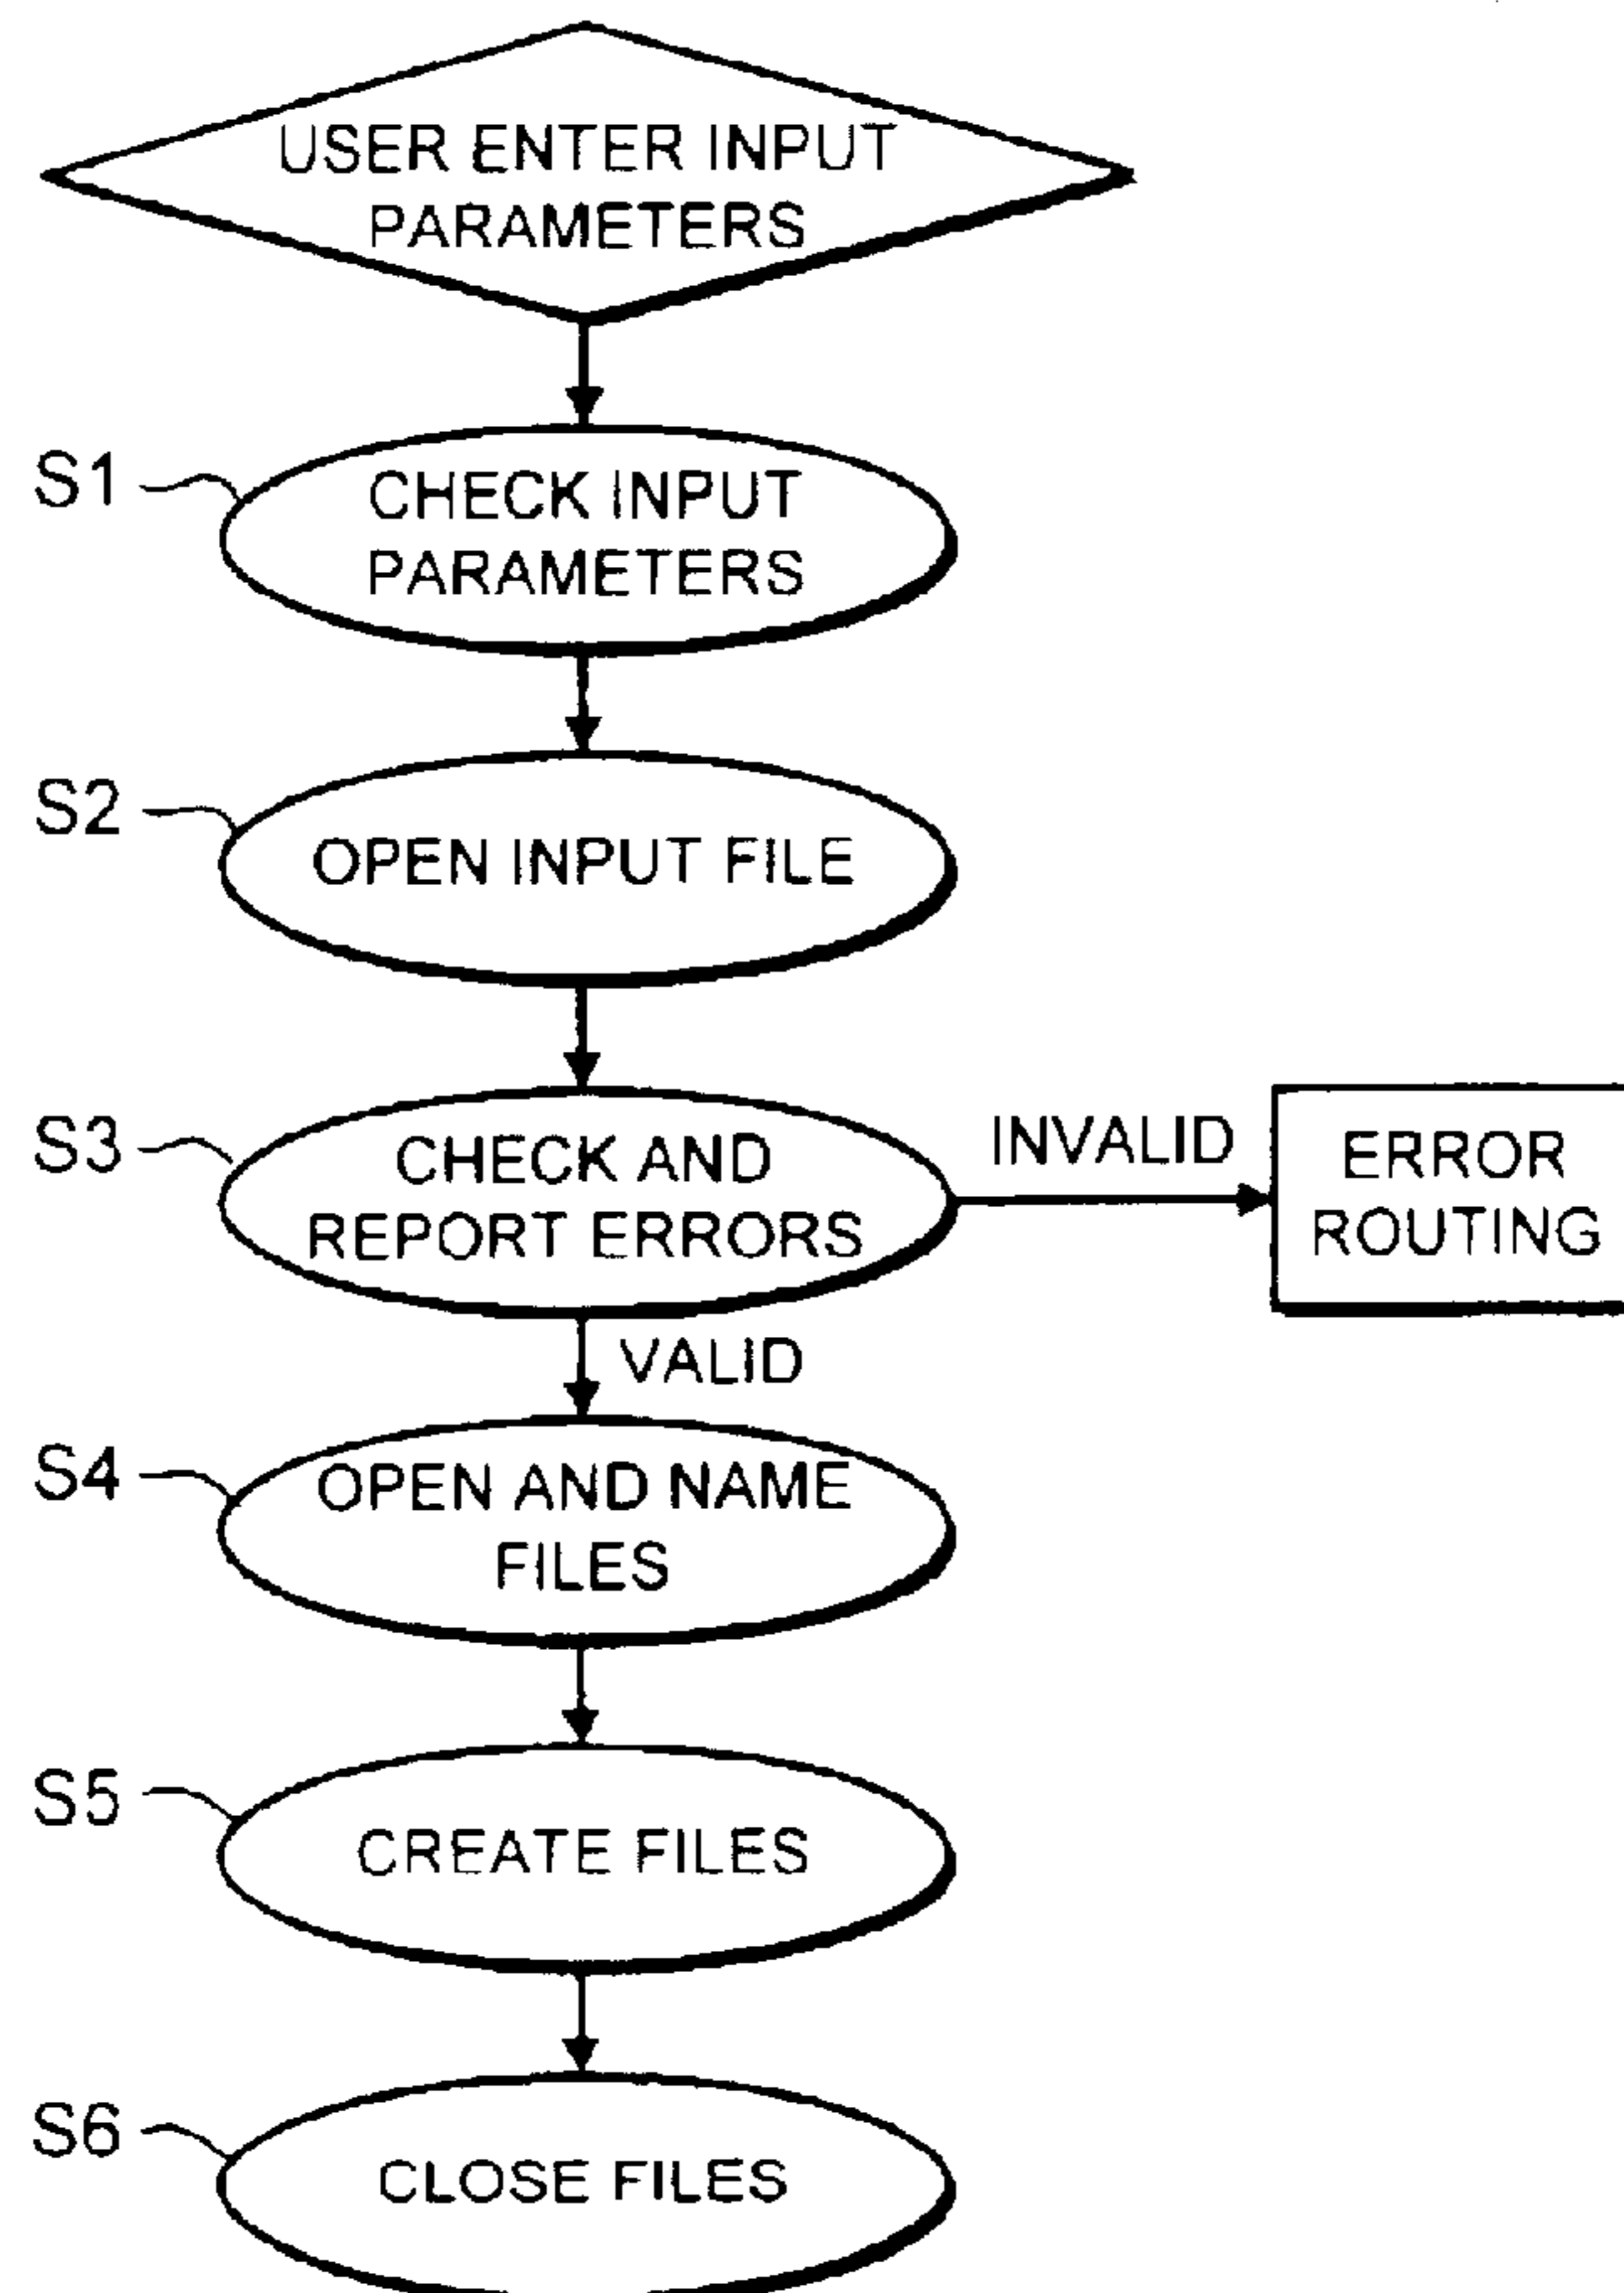 USER ENTER INPUT
PARAMETERS
S1
CHECK INPUT
PARAMETERS
S2
OPEN INPUT FILE
S3
CHECK AND
REPORT ERRORS
INVALID
ERROR
ROUTING
VALID
S4
OPEN AND NAME
FILES
S5
CREATE FILES
S6
CLOSE FILES